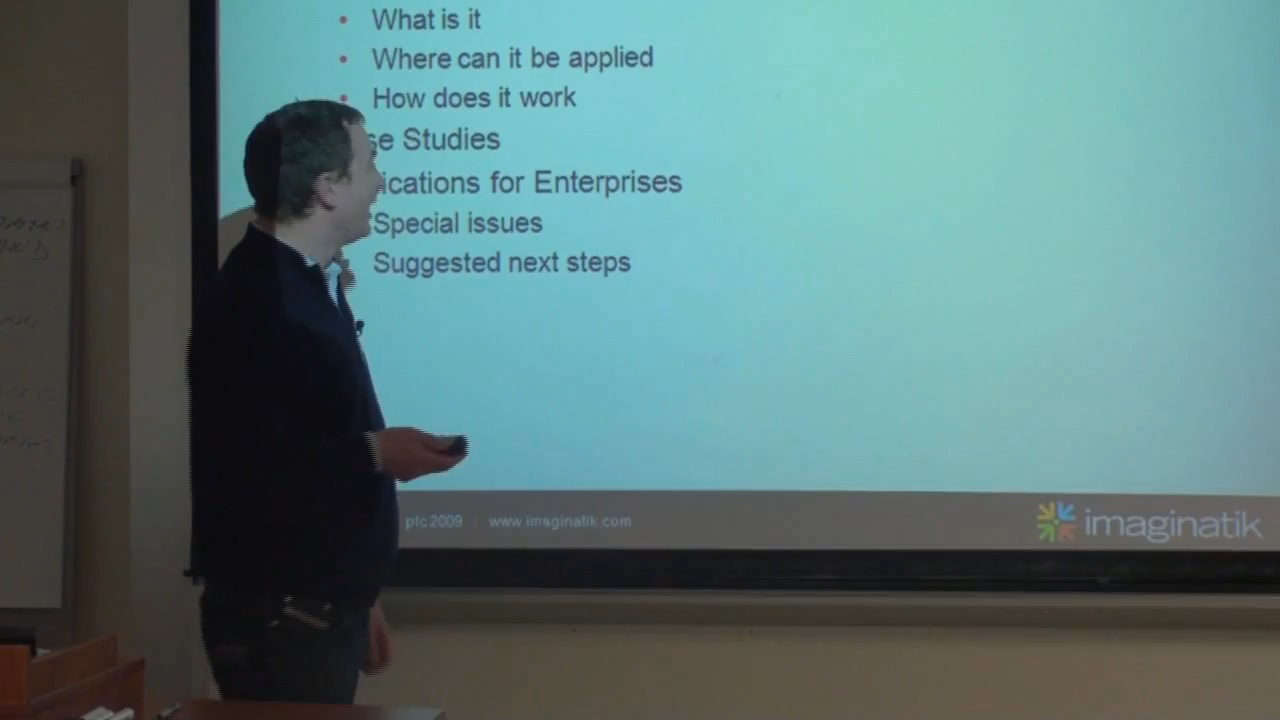 What is it
Where can it be applied
How does it work
se Studies
ications for Enterprises
Special issues
Suggested next steps
plc2009 | www.imaginatik.com
imaginatik